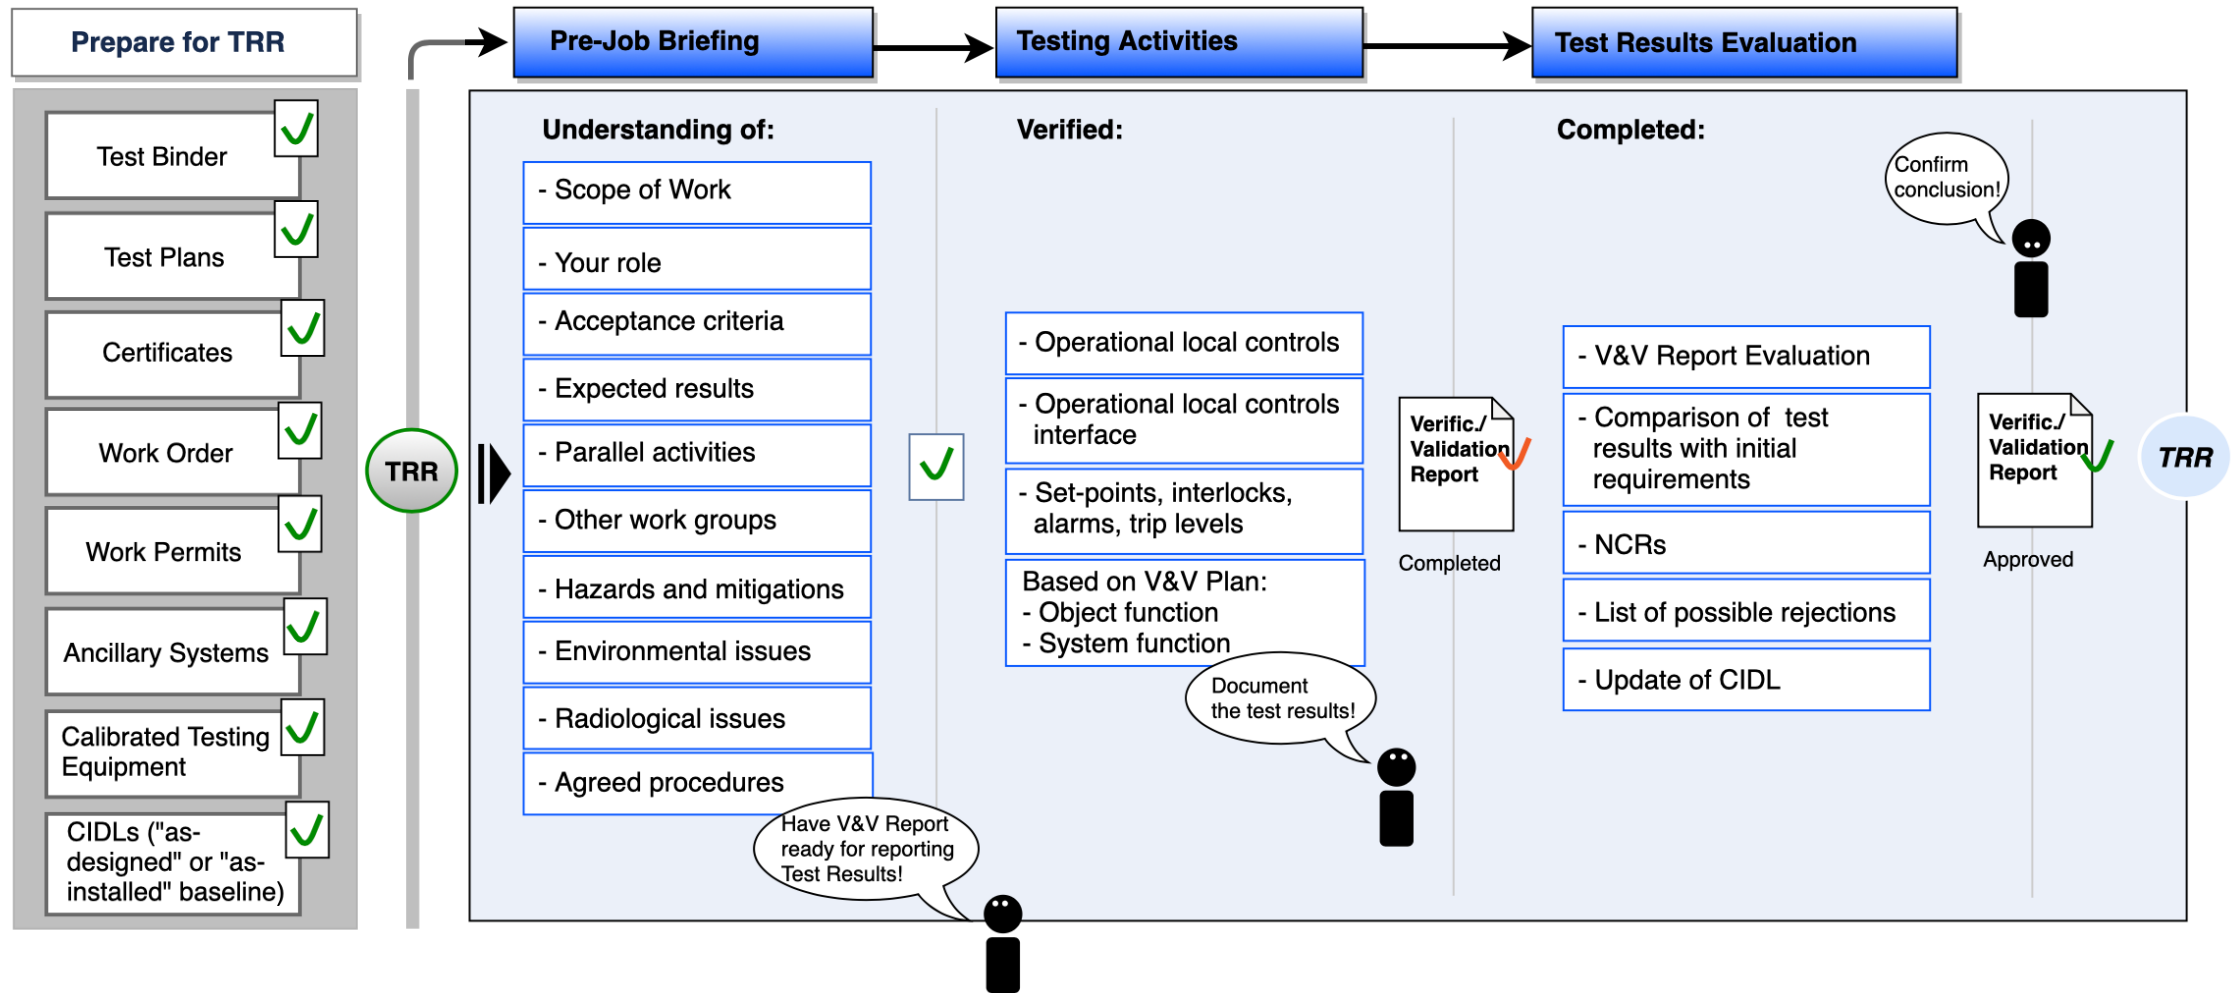 Prepare for TRR
Test Binder
Test Plans
Certificates
Work Order
Work Permits
Ancillary Systems
Calibrated Testing
Equipment
CIDLs ("as-
designed" or "as-
installed" baseline)
TRR
Pre-Job Briefing
Understanding of:
- Scope of Work
- Your role
- Acceptance criteria
- Expected results
- Parallel activities
- Other work groups
- Hazards and mitigations
- Environmental issues
- Radiological issues
- Agreed procedures
Have V&V Report
ready for reporting
Test Results!
Testing Activities
Verified:
- Operational local controls
- Operational local controls
interface
- Set-points, interlocks,
alarms, trip levels
Based on V&V Plan:
- Object function
- System function
Document
the test results!
Verific./
Validation
Report
Completed
Test Results Evaluation
Completed:
- V&V Report Evaluation
- Comparison of test
results with initial
requirements
- NCRs
- List of possible rejections
- Update of CIDL
Confirm
conclusion!
Verific./
Validation
Report
Approved
TRR